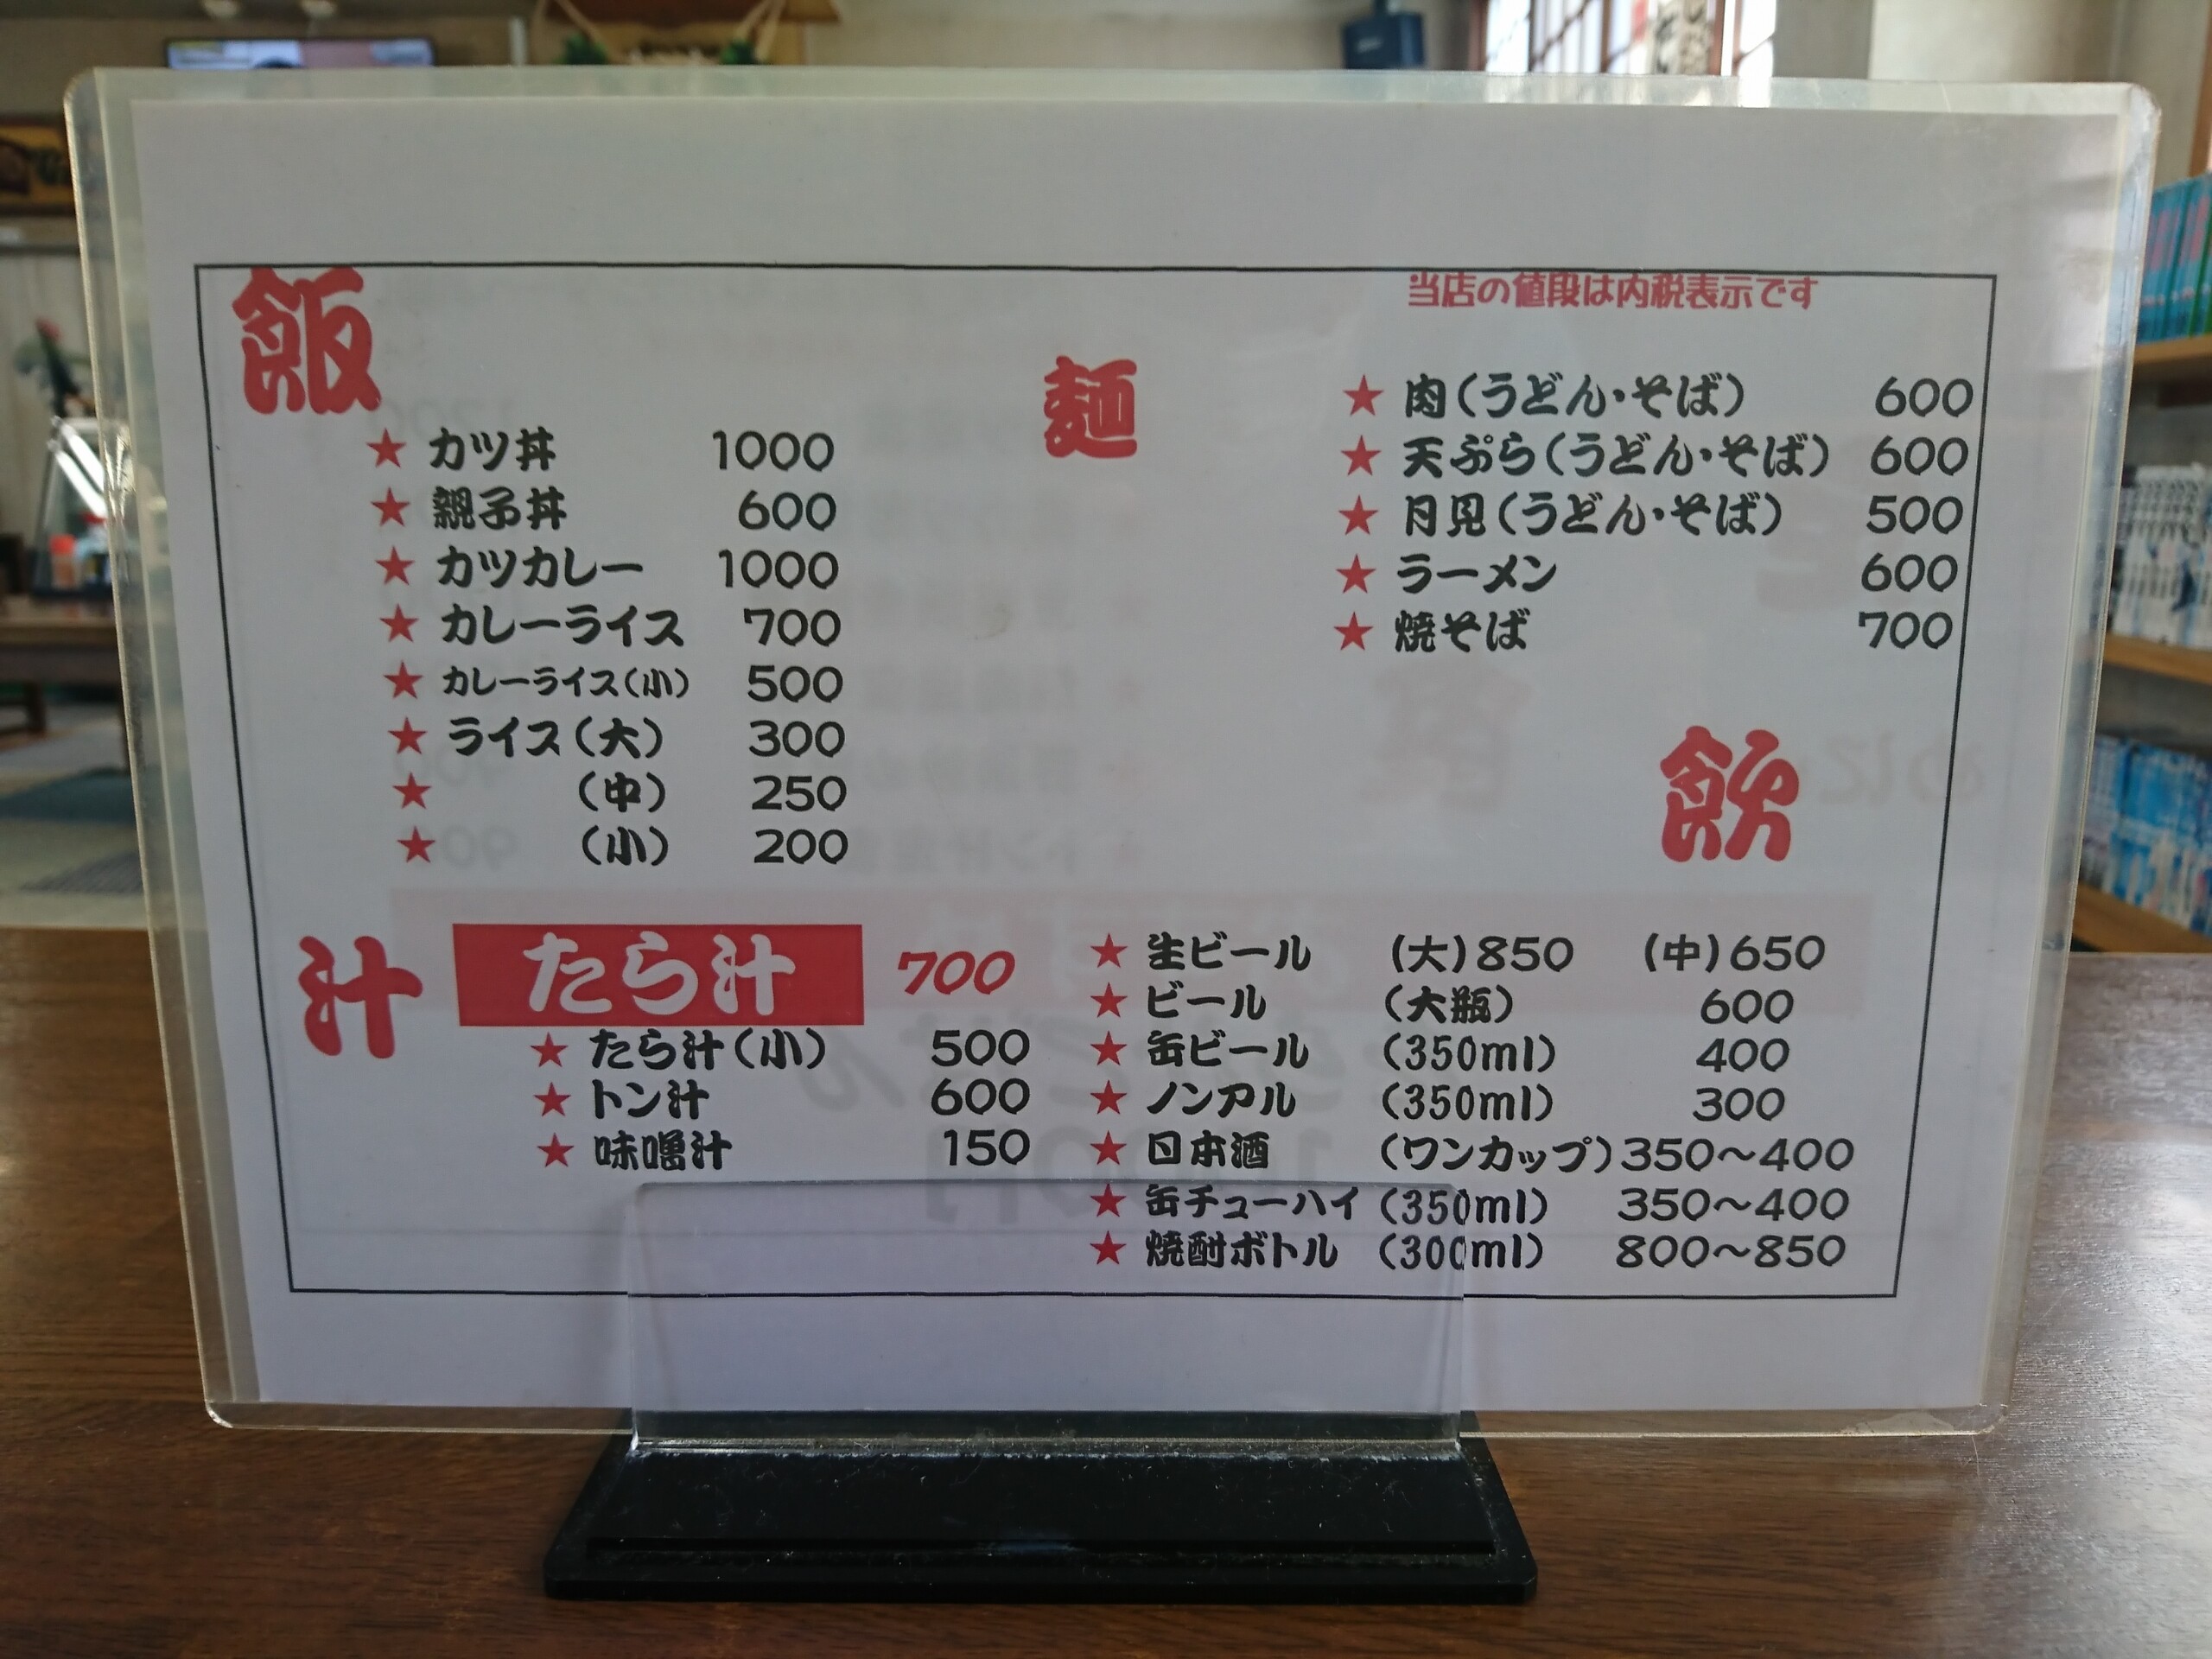 飯
★ カツ丼 1000
★ 親子丼 600
★ カツカレー 1000
★ カレーライス 700
★ カレーライス(小) 500
★ ライス(大) 300
★ (中) 250
★ (小) 200
麺
当店の値段は内税表示です
★ 肉(うどん・そば) 600
★ 天ぷら(うどん・そば) 600
★ 月見(うどん・そば) 500
★ ラーメン 600
★ 焼そば 700
汁
たら汁 700
★ たら汁(小) 500
★ トン汁 600
★ 味噌汁 150
飲
★ 生ビール (大)850 (中)650
★ ビール (大瓶) 600
★ 缶ビール (350ml) 400
★ ノンアル (350ml) 300
★ 日本酒 (ワンカップ)350〜400
★ 缶チューハイ (350ml) 350〜400
★ 焼酎ボトル (300ml) 800〜850